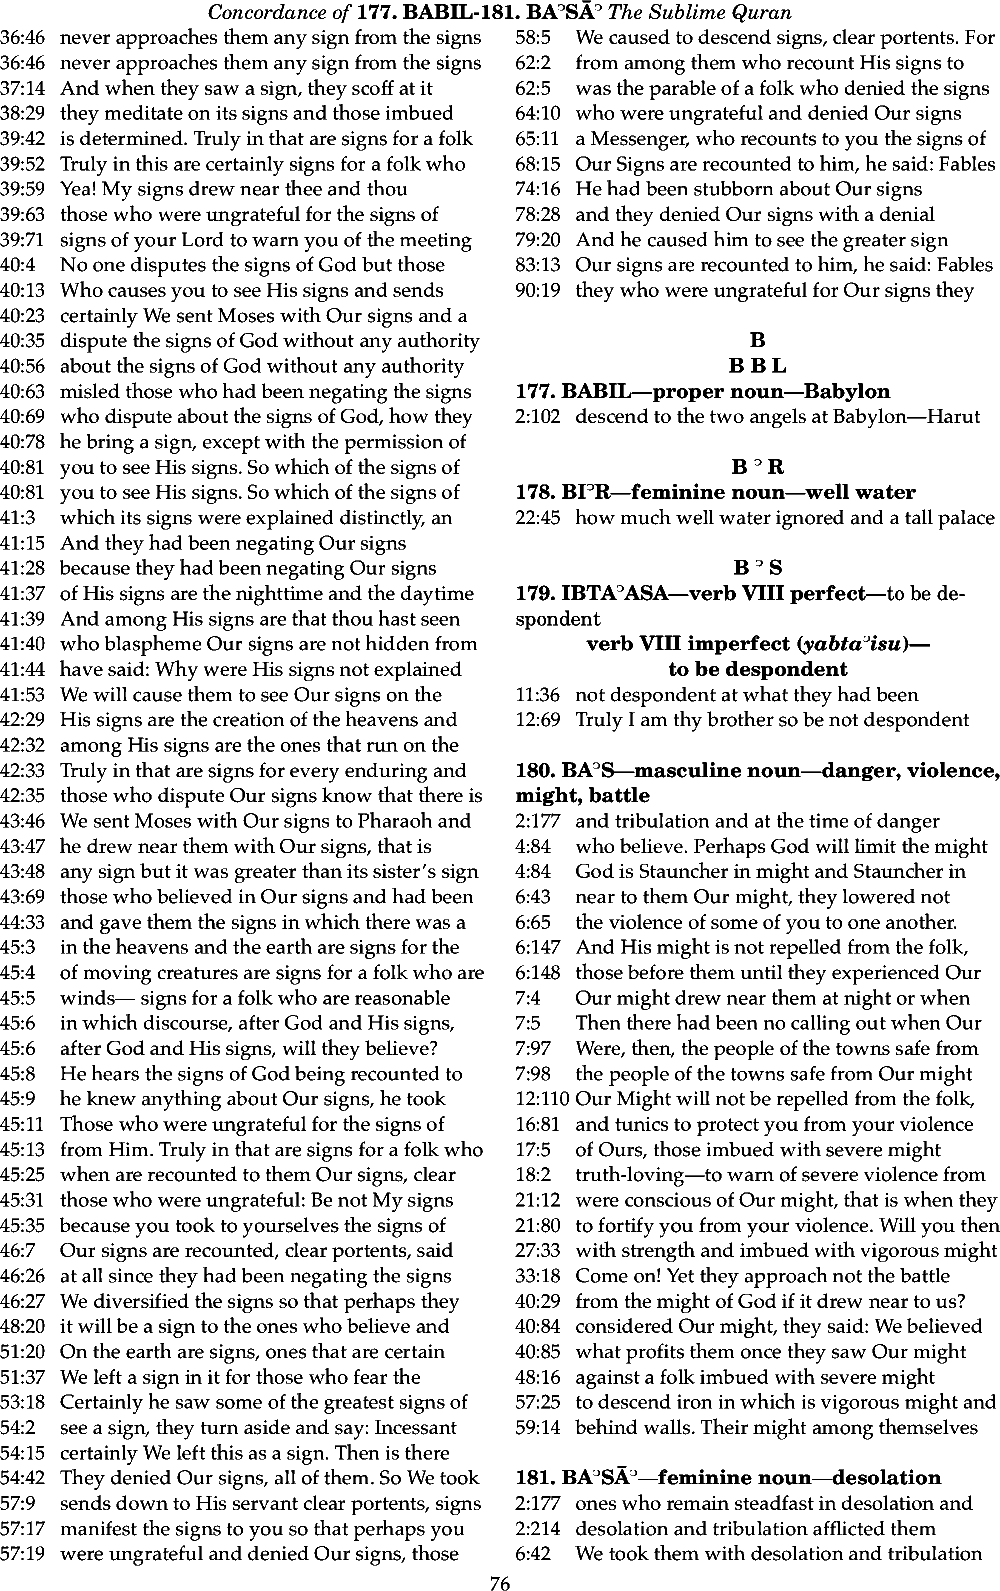 Concordance of 177. BABIL-181. BAᵓSĀᵓ The Sublime Quran
36:46 never approaches them any sign from the signs
36:46 never approaches them any sign from the signs
37:14 And when they saw a sign, they scoff at it
38:29 they meditate on its signs and those imbued
39:42 is determined. Truly in that are signs for a folk
39:52 Truly in this are certainly signs for a folk who
39:59 Yea! My signs drew near thee and thou
39:63 those who were ungrateful for the signs of
39:71 signs of your Lord to warn you of the meeting
40:4 No one disputes the signs of God but those
40:13 Who causes you to see His signs and sends
40:23 certainly We sent Moses with Our signs and a
40:35 dispute the signs of God without any authority
40:56 about the signs of God without any authority
40:63 misled those who had been negating the signs
40:69 who dispute about the signs of God, how they
40:78 he bring a sign, except with the permission of
40:81 you to see His signs. So which of the signs of
40:81 you to see His signs. So which of the signs of
41:3 which its signs were explained distinctly, an
41:15 And they had been negating Our signs
41:28 because they had been negating Our signs
41:37 of His signs are the nighttime and the daytime
41:39 And among His signs are that thou hast seen
41:40 who blaspheme Our signs are not hidden from
41:44 have said: Why were His signs not explained
41:53 We will cause them to see Our signs on the
42:29 His signs are the creation of the heavens and
42:32 among His signs are the ones that run on the
42:33 Truly in that are signs for every enduring and
42:35 those who dispute Our signs know that there is
43:46 We sent Moses with Our signs to Pharaoh and
43:47 he drew near them with Our signs, that is
43:48 any sign but it was greater than its sister's sign
43:69 those who believed in Our signs and had been
44:33 and gave them the signs in which there was a
45:3 in the heavens and the earth are signs for the
45:4 of moving creatures are signs for a folk who are
45:5 winds— signs for a folk who are reasonable
45:6 in which discourse, after God and His signs,
45:6 after God and His signs, will they believe?
45:8 He hears the signs of God being recounted to
45:9 he knew anything about Our signs, he took
45:11 Those who were ungrateful for the signs of
45:13 from Him. Truly in that are signs for a folk who
45:25 when are recounted to them Our signs, clear
45:31 those who were ungrateful: Be not My signs
45:35 because you took to yourselves the signs of
46:7 Our signs are recounted, clear portents, said
46:26 at all since they had been negating the signs
46:27 We diversified the signs so that perhaps they
48:20 it will be a sign to the ones who believe and
51:20 On the earth are signs, ones that are certain
51:37 We left a sign in it for those who fear the
53:18 Certainly he saw some of the greatest signs of
54:2 see a sign, they turn aside and say: Incessant
54:15 certainly We left this as a sign. Then is there
54:42 They denied Our signs, all of them. So We took
57:9 sends down to His servant clear portents, signs
57:17 manifest the signs to you so that perhaps you
57:19 were ungrateful and denied Our signs, those
58:5 We caused to descend signs, clear portents. For
62:2 from among them who recount His signs to
62:5 was the parable of a folk who denied the signs
64:10 who were ungrateful and denied Our signs
65:11 a Messenger, who recounts to you the signs of
68:15 Our Signs are recounted to him, he said: Fables
74:16 He had been stubborn about Our signs
78:28 and they denied Our signs with a denial
79:20 And he caused him to see the greater sign
83:13 Our signs are recounted to him, he said: Fables
90:19 they who were ungrateful for Our signs they
B
B B L
177. BABIL—proper noun—Babylon
2:102 descend to the two angels at Babylon—Harut
B ᵓ R
178. BIᵓR—feminine noun—well water
22:45 how much well water ignored and a tall palace
B ᵓ S
179. IBTAᵓASA—verb VIII perfect—to be de-
spondent
verb VIII imperfect (yabtaᵓisu)—
to be despondent
11:36 not despondent at what they had been
12:69 Truly I am thy brother so be not despondent
180. BAᵓS—masculine noun—danger, violence,
might, battle
2:177 and tribulation and at the time of danger
4:84 who believe. Perhaps God will limit the might
4:84 God is Stauncher in might and Stauncher in
6:43 near to them Our might, they lowered not
6:65 the violence of some of you to one another.
6:147 And His might is not repelled from the folk,
6:148 those before them until they experienced Our
7:4 Our might drew near them at night or when
7:5 Then there had been no calling out when Our
7:97 Were, then, the people of the towns safe from
7:98 the people of the towns safe from Our might
12:110 Our Might will not be repelled from the folk,
16:81 and tunics to protect you from your violence
17:5 of Ours, those imbued with severe might
18:2 truth-loving—to warn of severe violence from
21:12 were conscious of Our might, that is when they
21:80 to fortify you from your violence. Will you then
27:33 with strength and imbued with vigorous might
33:18 Come on! Yet they approach not the battle
40:29 from the might of God if it drew near to us?
40:84 considered Our might, they said: We believed
40:85 what profits them once they saw Our might
48:16 against a folk imbued with severe might
57:25 to descend iron in which is vigorous might and
59:14 behind walls. Their might among themselves
181. BAᵓSĀᵓ—feminine noun—desolation
2:177 ones who remain steadfast in desolation and
2:214 desolation and tribulation afflicted them
6:42 We took them with desolation and tribulation
76